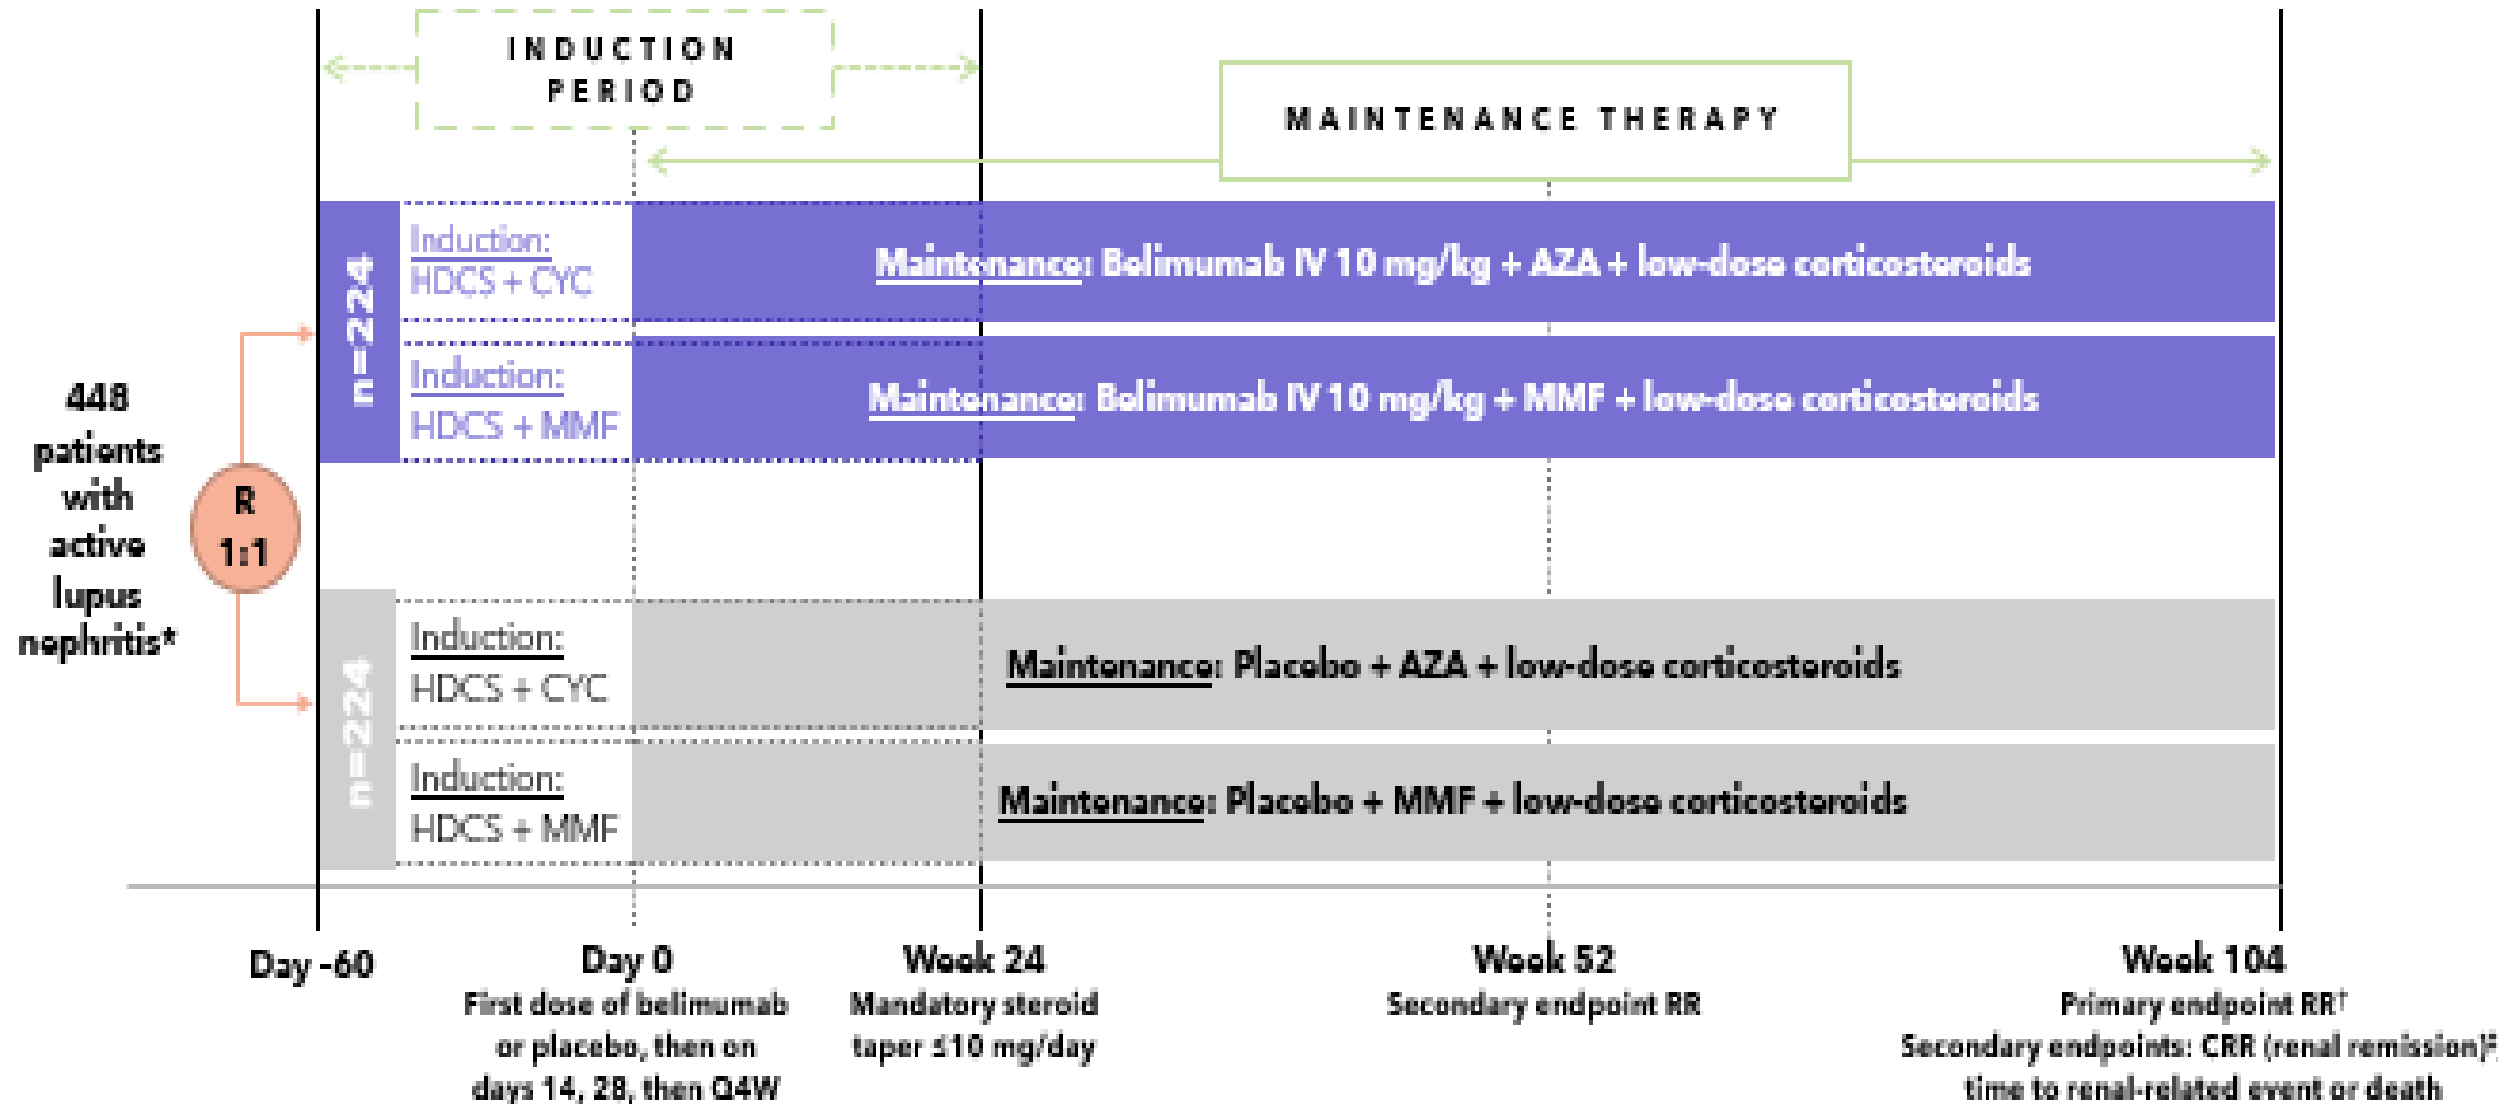 INDUCTION
PERIOD
MAINTENANCE THERAPY
448
patients
with
active
lupus
nephritis*
R
1:1
n=224
Induction:
HDCS + CYC
Maintenance: Belimumab IV 10 mg/kg + AZA + low-dose corticosteroids
Induction:
HDCS + MMF
Maintenance: Belimumab IV 10 mg/kg + MMF + low-dose corticosteroids
n=224
Induction:
HDCS + CYC
Maintenance: Placebo + AZA + low-dose corticosteroids
Induction:
HDCS + MMF
Maintenance: Placebo + MMF + low-dose corticosteroids
Day -60
Day 0
First dose of belimumab
or placebo, then on
days 14, 28, then Q4W
Week 24
Mandatory steroid
taper ≤10 mg/day
Week 52
Secondary endpoint RR
Week 104
Primary endpoint RR†
Secondary endpoints: CRR (renal remission)‡
time to renal-related event or death